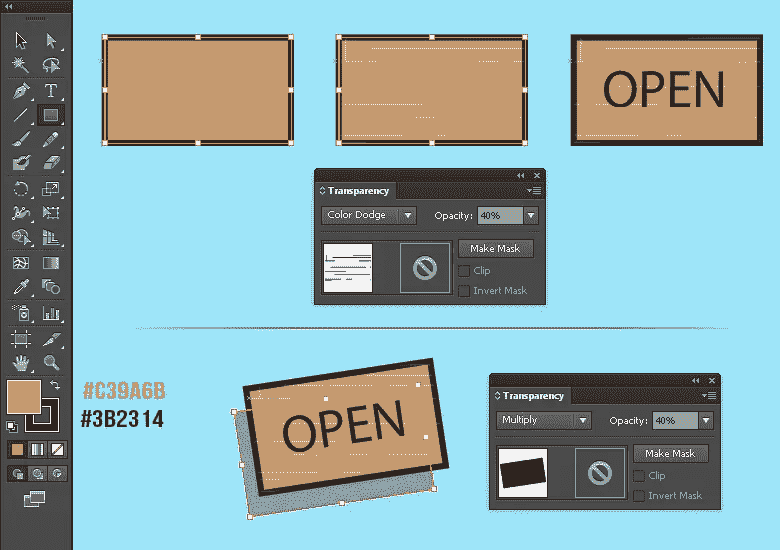 OPEN
Transparency
Color Dodge
Opacity: 40%
Make Mask
Clip
Invert Mask
#C39A6B
#3B2314
OPEN
Transparency
Multiply
Opacity: 40%
Make Mask
Clip
Invert Mask